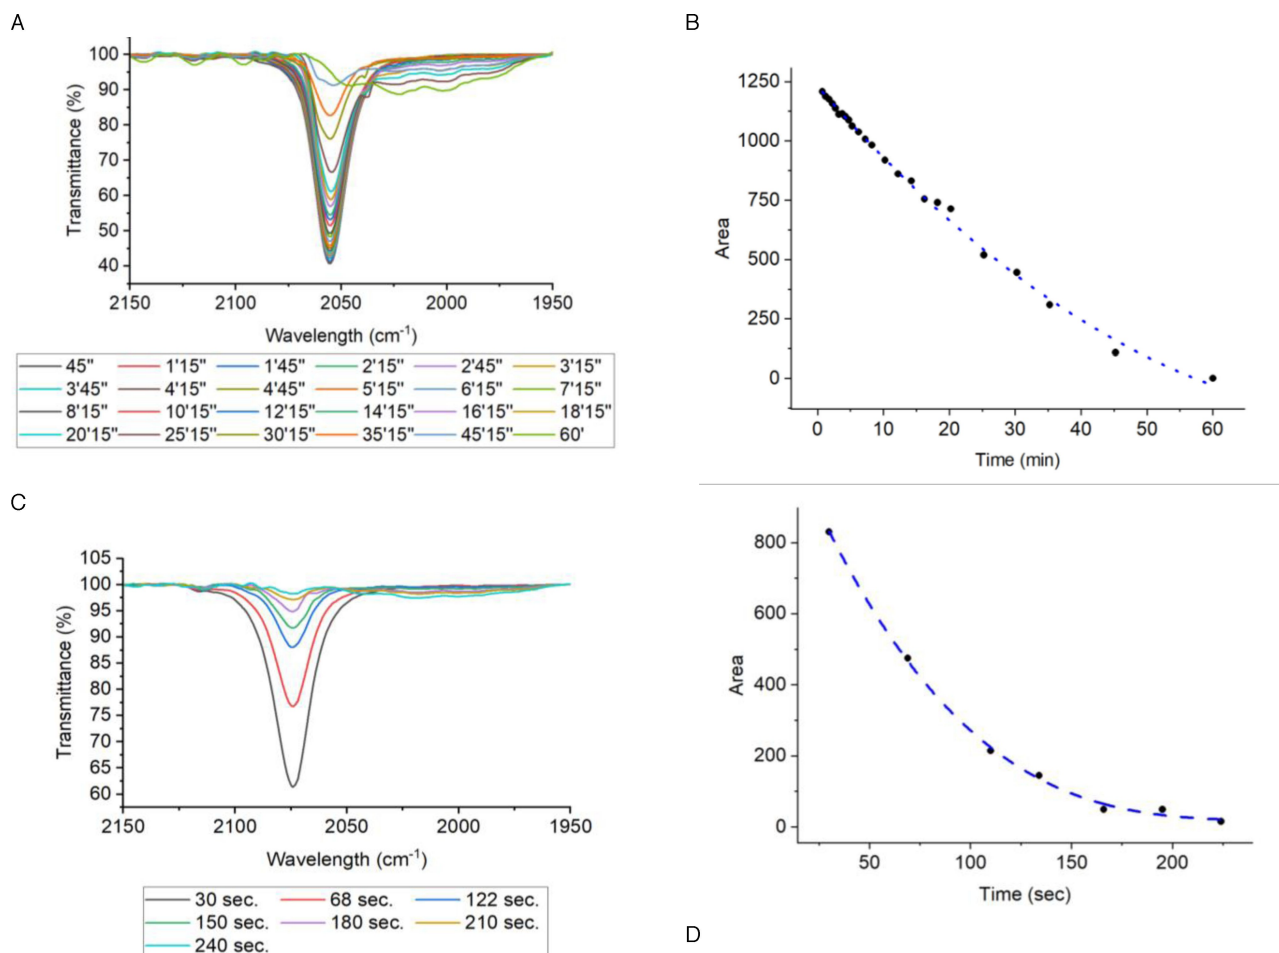 A
100
90
80
70
60
50
40
Transmittance (%)
2150 2100 2050 2000 1950
Wavelength (cm-1)
45" 1'15" 1'45" 2'15" 2'45" 3'15"
3'45" 4'15" 4'45" 5'15" 6'15" 7'15"
8'15" 10'15" 12'15" 14'15" 16'15" 18'15"
20'15" 25'15" 30'15" 35'15" 45'15" 60'
B
1250
1000
750
500
250
0
Area
0 10 20 30 40 50 60
Time (min)
C
105
100
95
90
85
80
75
70
65
60
Transmittance (%)
2150 2100 2050 2000 1950
Wavelength (cm-1)
30 sec. 68 sec. 122 sec.
150 sec. 180 sec. 210 sec.
240 sec.
800
600
400
200
0
Area
50 100 150 200
Time (sec)
D